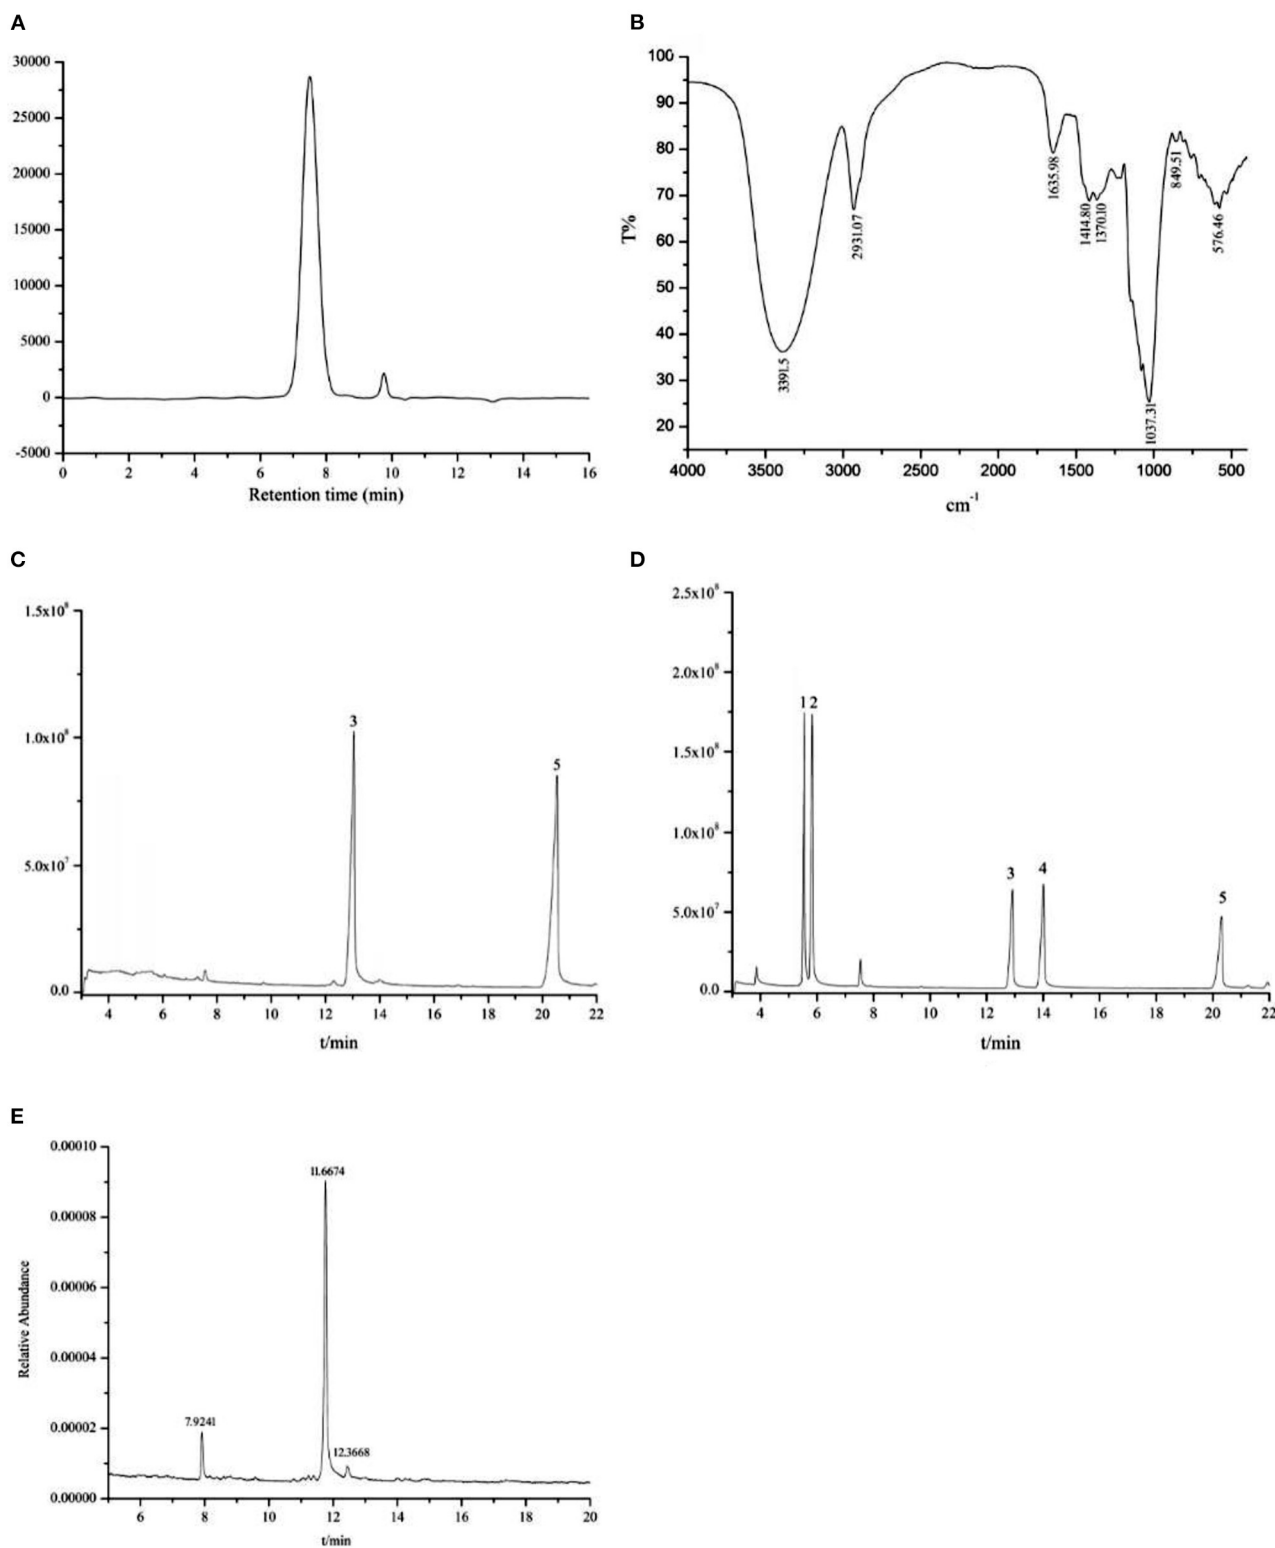 A
30000
25000
20000
15000
10000
5000
0
-5000
0 2 4 6 8 10 12 14 16
Retention time (min)
B
100
90
80
70
60
50
40
30
20
T%
3391.5
2931.07
1635.98
1414.80
1370.10
1037.31
849.51
576.46
4000 3500 3000 2500 2000 1500 1000 500
cm⁻¹
C
1.5x10⁸
1.0x10⁸
5.0x10⁷
0.0
3
5
4 6 8 10 12 14 16 18 20 22
t/min
D
2.5x10⁸
2.0x10⁸
1.5x10⁸
1.0x10⁸
5.0x10⁷
0.0
1 2
3
4
5
4 6 8 10 12 14 16 18 20 22
t/min
E
0.00010
0.00008
0.00006
0.00004
0.00002
0.00000
Relative Abundance
7.9241
11.6674
12.3668
6 8 10 12 14 16 18 20
t/min